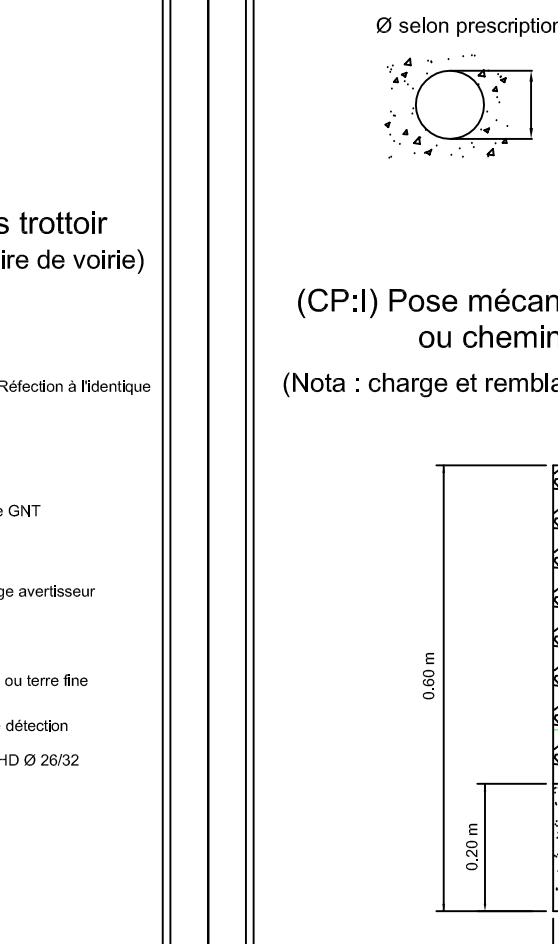 Ø selon prescription
s trottoir
ire de voirie)
(CP:I) Pose mécan
ou chemin
(Nota : charge et rembla
Réfection à l'identique
e GNT
ge avertisseur
ou terre fine
détection
HD Ø 26/32
0.60 m
0.20 m